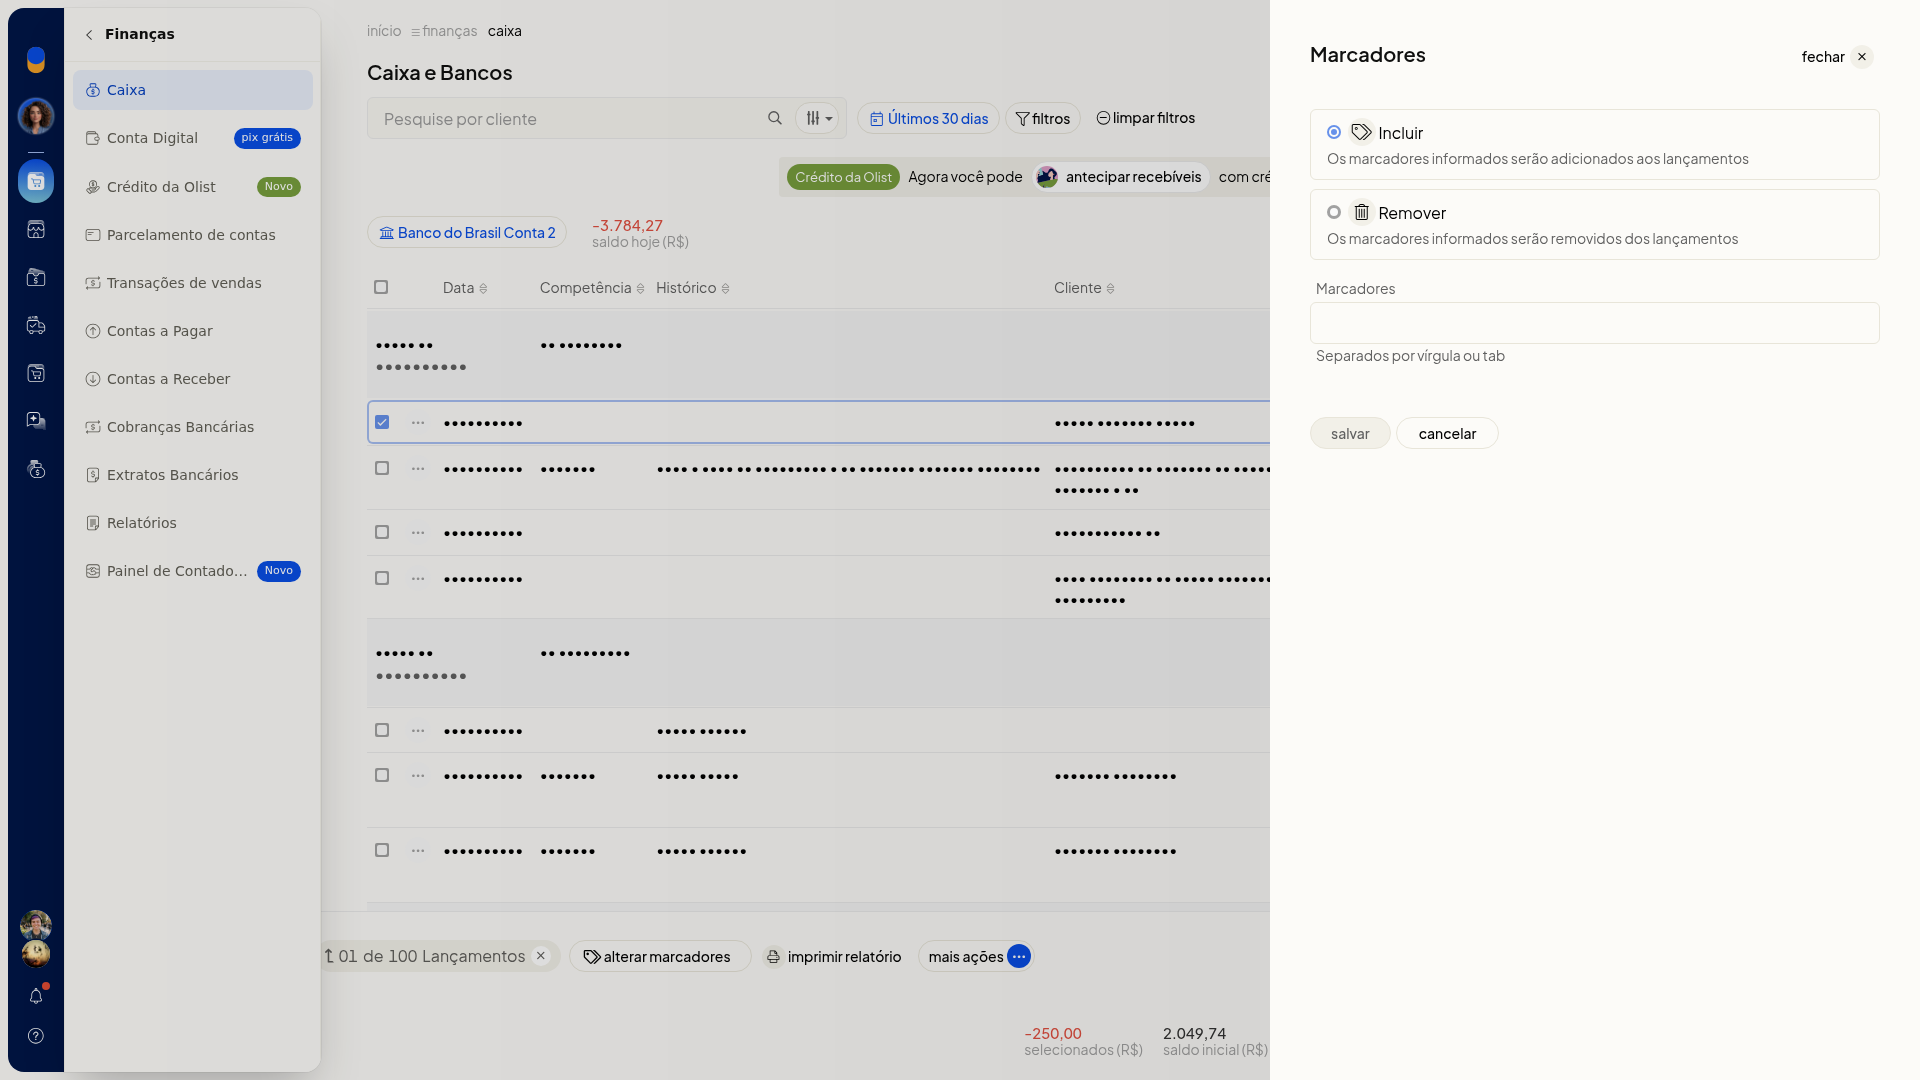 Finanças
Caixa
Conta Digital
pix grátis
Crédito da Olist
Novo
Parcelamento de contas
Transações de vendas
Contas a Pagar
Contas a Receber
Cobranças Bancárias
Extratos Bancários
Relatórios
Painel de Contado...
Novo
início
finanças
caixa
Caixa e Bancos
Pesquise por cliente
Últimos 30 dias
filtros
limpar filtros
Crédito da Olist
Agora você pode
antecipar recebíveis
com cré
Banco do Brasil Conta 2
-3.784,27
saldo hoje (R$)
Data
Competência
Histórico
Cliente
01 de 100 Lançamentos
alterar marcadores
imprimir relatório
mais ações
-250,00
selecionados (R$)
2.049,74
saldo inicial (R$)
Marcadores
fechar
Incluir
Os marcadores informados serão adicionados aos lançamentos
Remover
Os marcadores informados serão removidos dos lançamentos
Marcadores
Separados por vírgula ou tab
salvar
cancelar